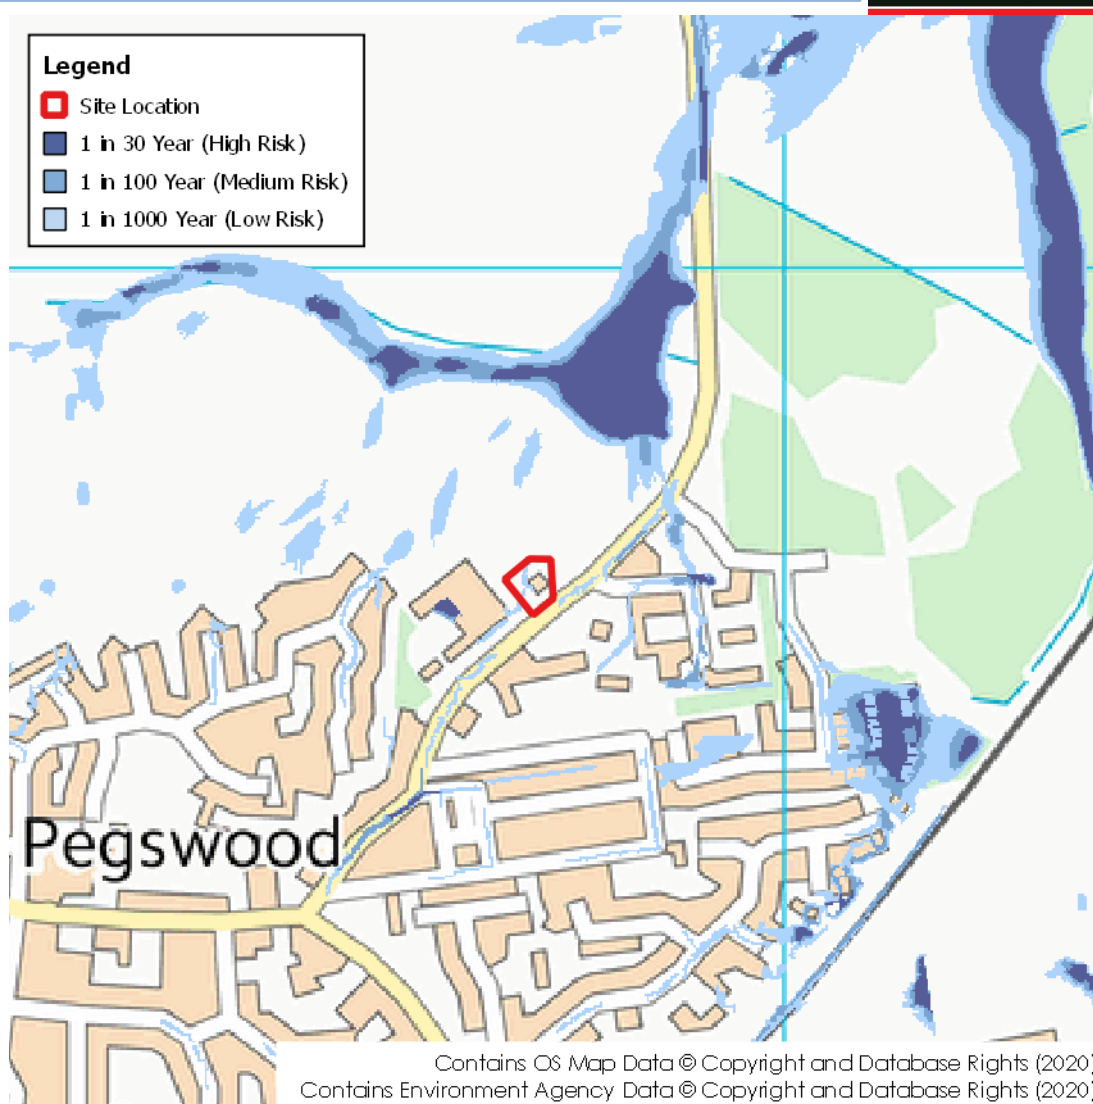 Legend
Site Location
1 in 30 Year (High Risk)
1 in 100 Year (Medium Risk)
1 in 1000 Year (Low Risk)
Pegswood
Contains OS Map Data © Copyright and Database Rights (2020)
Contains Environment Agency Data © Copyright and Database Rights (2020)